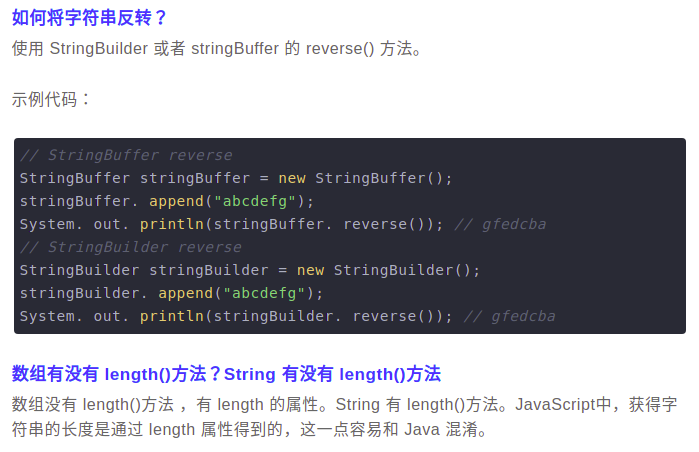 如何将字符串反转？
使用 StringBuilder 或者 stringBuffer 的 reverse() 方法。
示例代码：
// StringBuffer reverse
StringBuffer stringBuffer = new StringBuffer();
stringBuffer. append("abcdefg");
System. out. println(stringBuffer. reverse()); // gfedcba
// StringBuilder reverse
StringBuilder stringBuilder = new StringBuilder();
stringBuilder. append("abcdefg");
System. out. println(stringBuilder. reverse()); // gfedcba
数组有没有 length()方法？String 有没有 length()方法
数组没有 length()方法 ，有 length 的属性。String 有 length()方法。JavaScript中，获得字
符串的长度是通过 length 属性得到的，这一点容易和 Java 混淆。